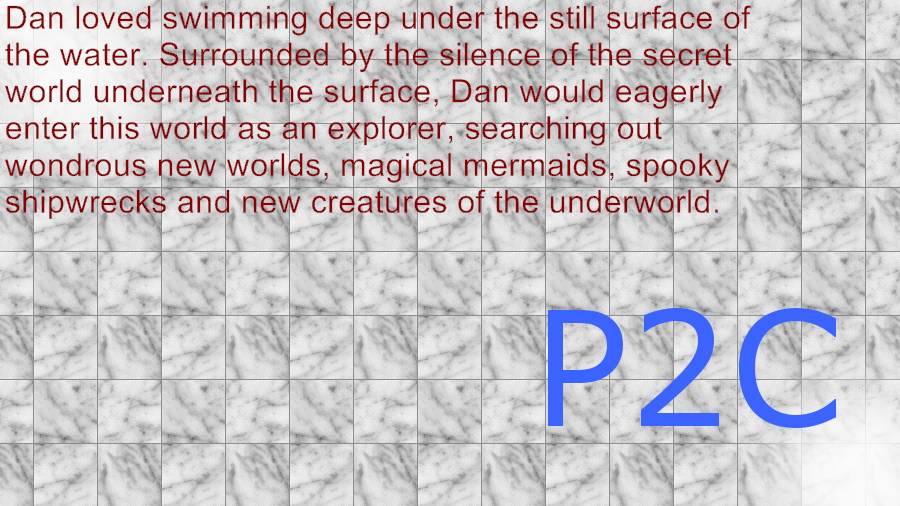 Dan loved swimming deep under the still surface of
the water. Surrounded by the silence of the secret
world underneath the surface, Dan would eagerly
enter this world as an explorer, searching out
wondrous new worlds, magical mermaids, spooky
shipwrecks and new creatures of the underworld.
P2C